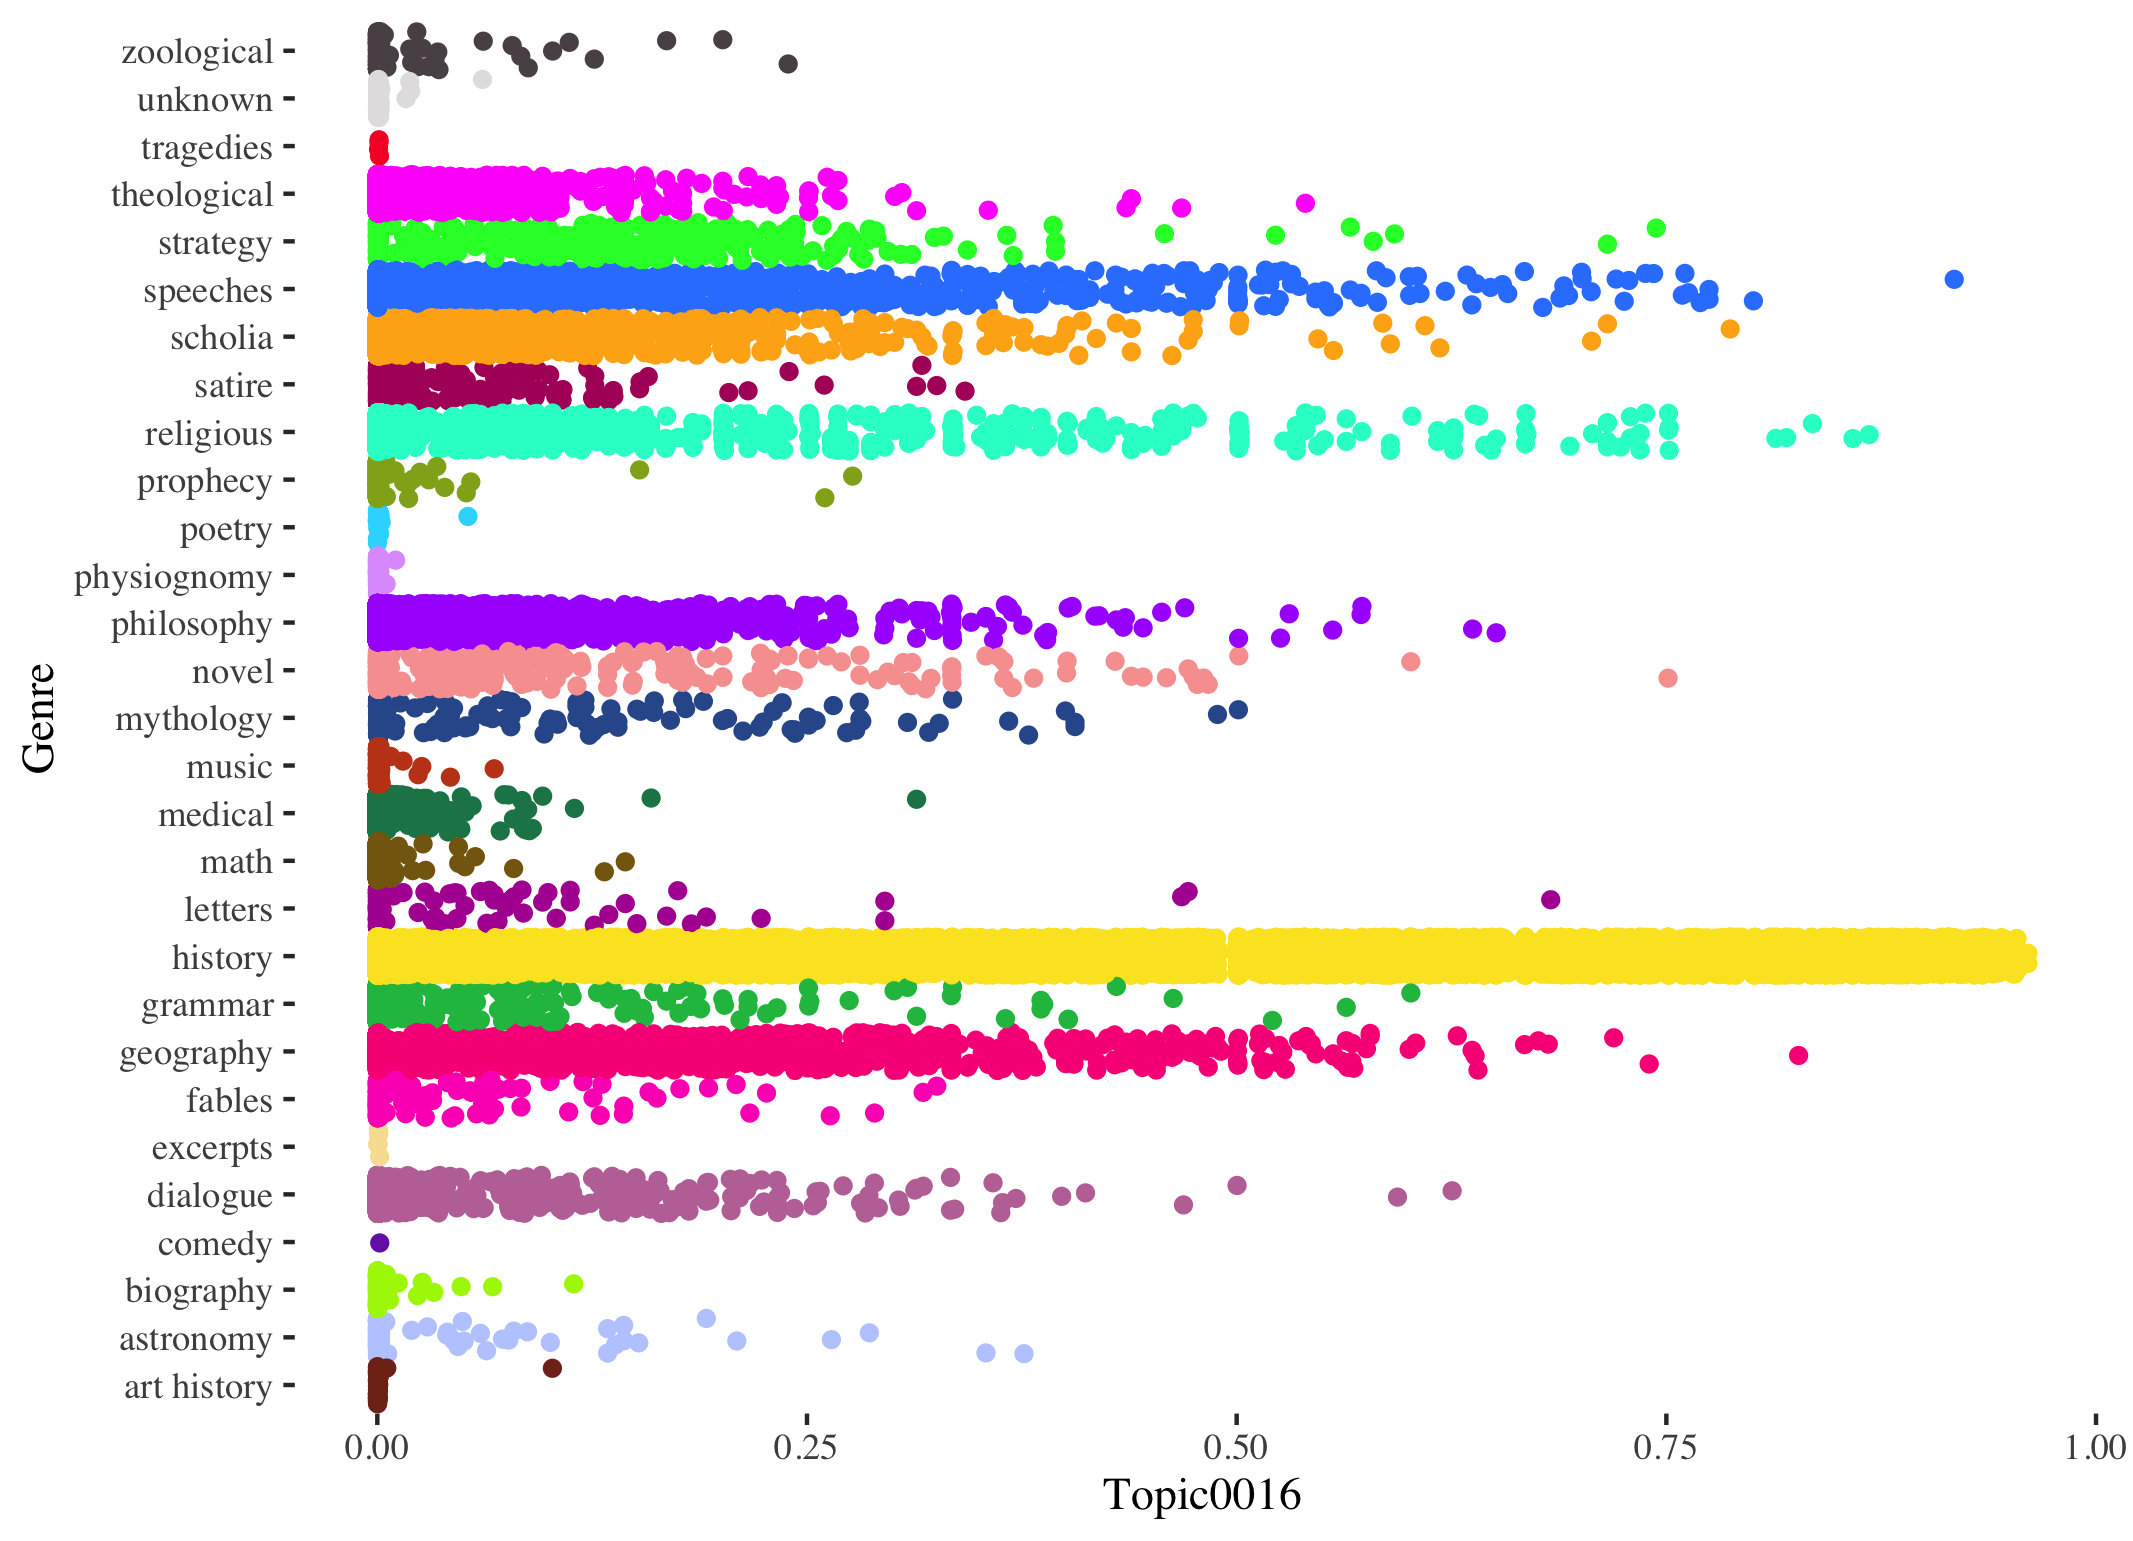 zoological
unknown
tragedies
theological
strategy
speeches
scholia
satire
religious
prophecy
poetry
physiognomy
philosophy
novel
mythology
music
medical
math
letters
history
grammar
geography
fables
excerpts
dialogue
comedy
biography
astronomy
art history
Genre
0.00 0.25 0.50 0.75 1.00
Topic0016